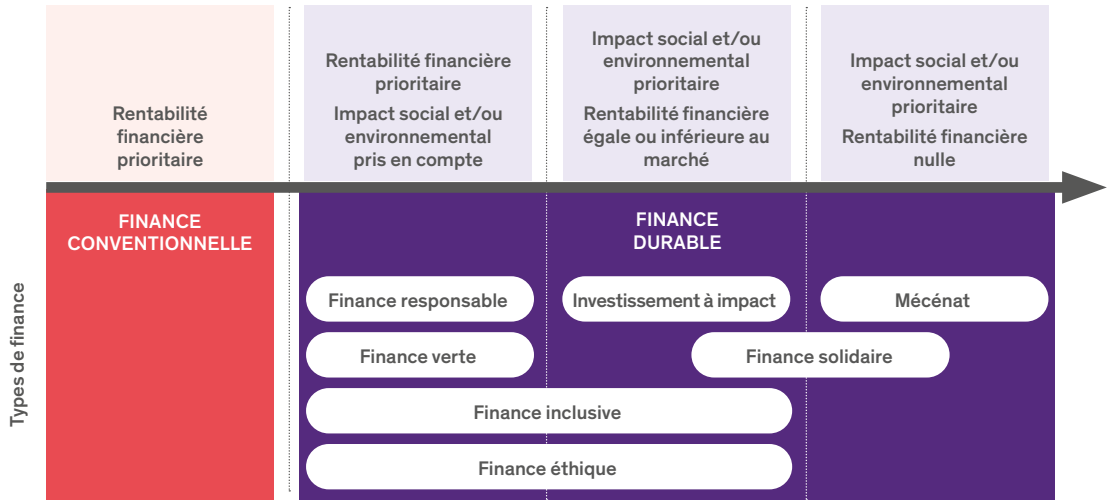 Rentabilité
financière
prioritaire
Rentabilité financière
prioritaire
Impact social et/ou
environnemental
pris en compte
Impact social et/ou
environnemental
prioritaire
Rentabilité financière
égale ou inférieure au
marché
Impact social et/ou
environnemental
prioritaire
Rentabilité financière
nulle
Types de finance
FINANCE
CONVENTIONNELLE
FINANCE
DURABLE
Finance responsable
Investissement à impact
Mécénat
Finance verte
Finance solidaire
Finance inclusive
Finance éthique